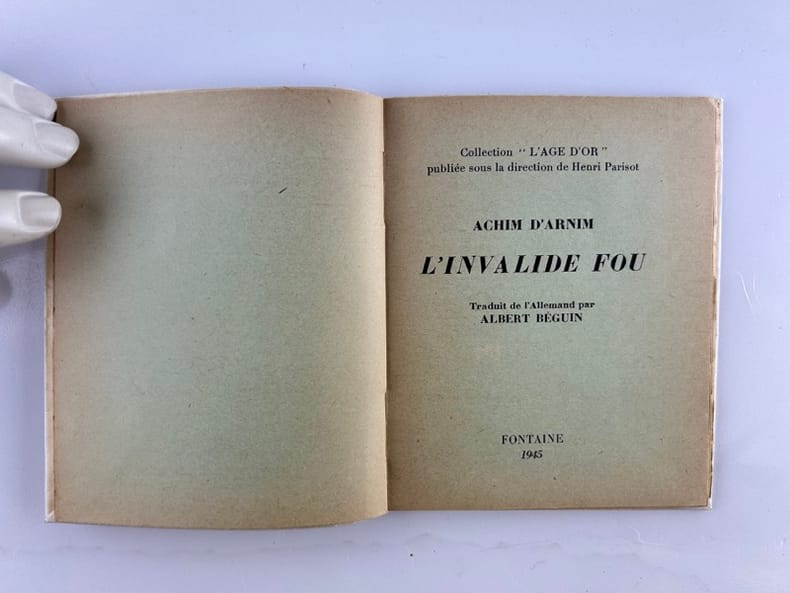 Collection " L'AGE D'OR "
publiée sous la direction de Henri Parisot
ACHIM D'ARNIM
L'INVALIDE FOU
Traduit de l'Allemand par
ALBERT BÉGUIN
FONTAINE
1945